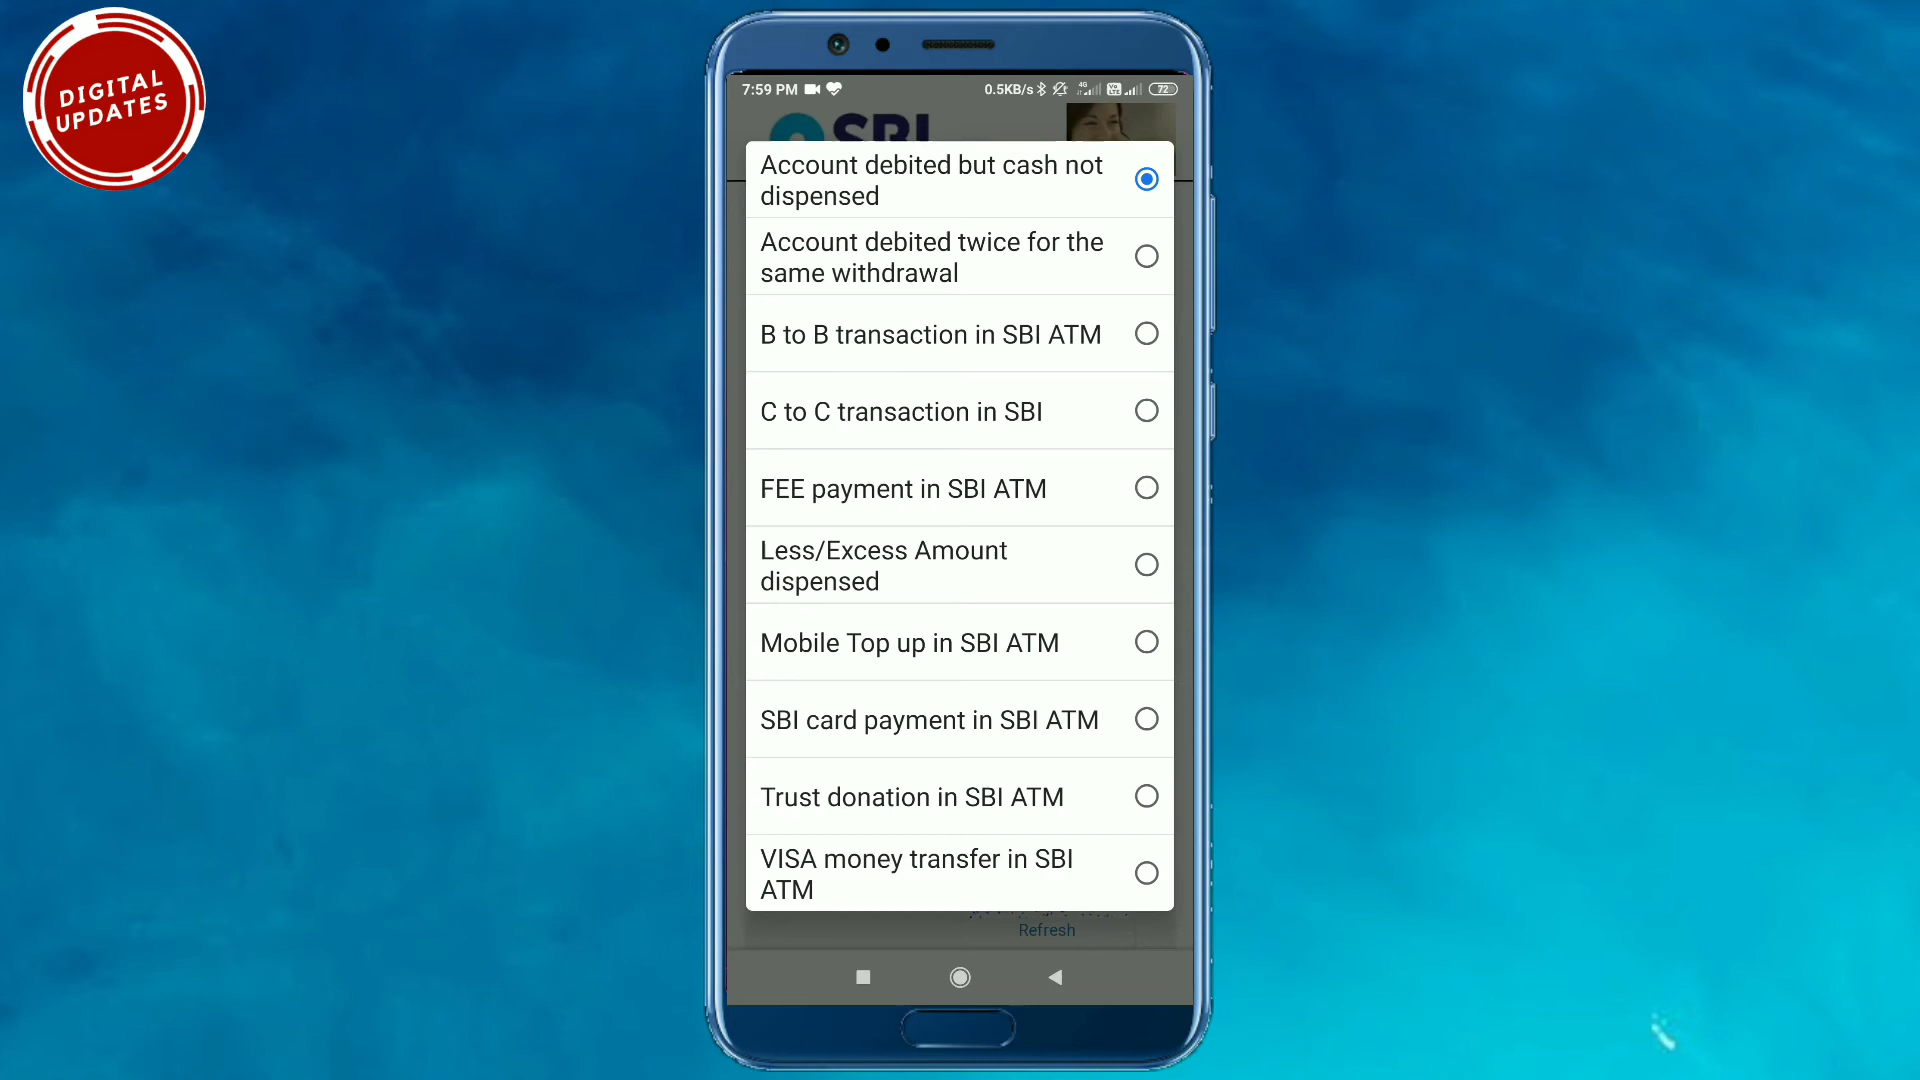 DIGITAL
UPDATES
7:59 PM
0.5KB/s
4G
72
SBI
Account debited but cash not
dispensed
Account debited twice for the
same withdrawal
B to B transaction in SBI ATM
C to C transaction in SBI
FEE payment in SBI ATM
Less/Excess Amount
dispensed
Mobile Top up in SBI ATM
SBI card payment in SBI ATM
Trust donation in SBI ATM
VISA money transfer in SBI
ATM
Refresh